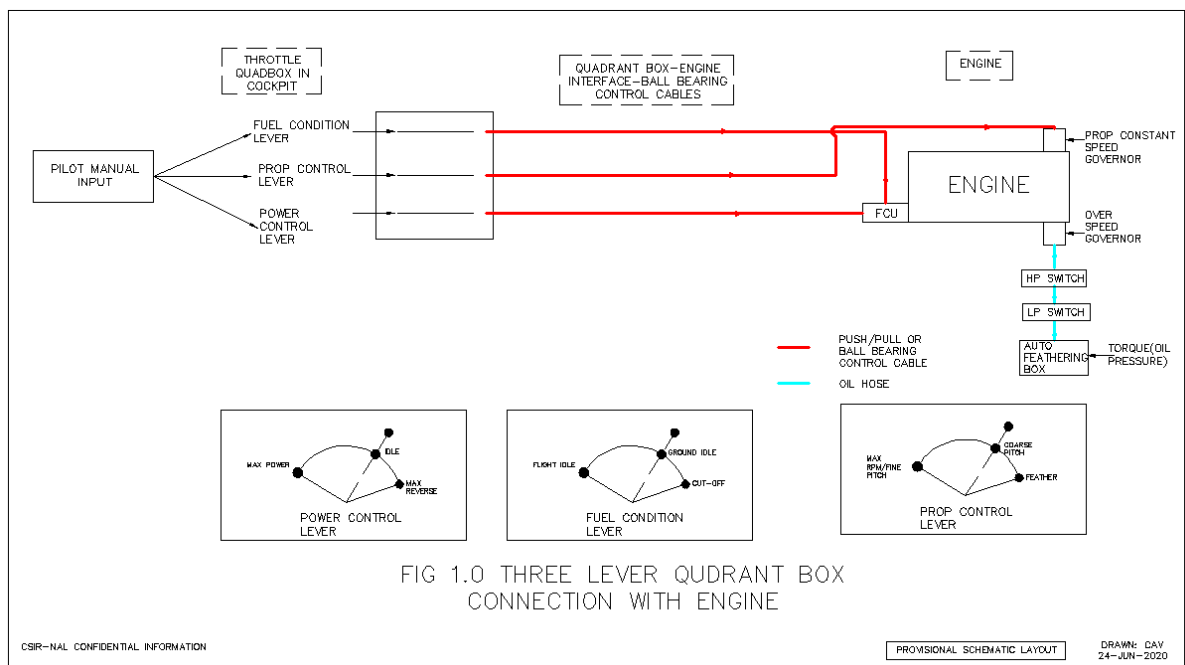 THROTTLE
QUADBOX IN
COCKPIT
QUADRANT BOX-ENGINE
INTERFACE-BALL BEARING
CONTROL CABLES
ENGINE
PILOT MANUAL
INPUT
FUEL CONDITION
LEVER
PROP CONTROL
LEVER
POWER
CONTROL
LEVER
ENGINE
FCU
PROP CONSTANT
SPEED
GOVERNOR
OVER
SPEED
GOVERNOR
HP SWITCH
LP SWITCH
AUTO
FEATHERING
BOX
TORQUE(OIL
PRESSURE)
PUSH/PULL OR
BALL BEARING
CONTROL CABLE
OIL HOSE
MAX POWER
IDLE
MAX
REVERSE
POWER CONTROL
LEVER
FLIGHT IDLE
GROUND IDLE
CUT-OFF
FUEL CONDITION
LEVER
MAX
RPM/FINE
PITCH
COARSE
PITCH
FEATHER
PROP CONTROL
LEVER
FIG 1.0 THREE LEVER QUDRANT BOX
CONNECTION WITH ENGINE
CSIR-NAL CONFIDENTIAL INFORMATION
PROVISIONAL SCHEMATIC LAYOUT
DRAWN: CAV
24-JUN-2020